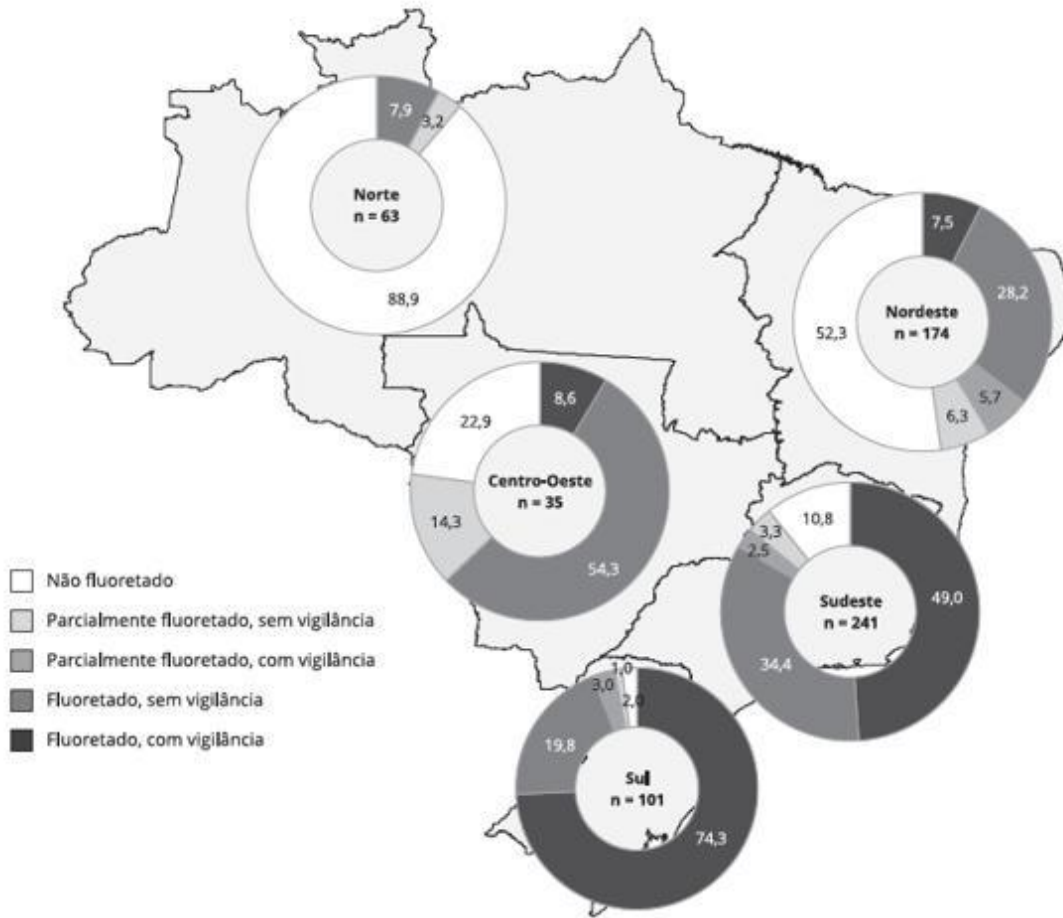 7,9
3,2
Norte
n = 63
88,9
7,5
28,2
Nordeste
n = 174
52,3
5,7
6,3
8,6
22,9
Centro-Oeste
n = 35
14,3
54,3
10,8
3,3
2,5
49,0
Sudeste
n = 241
34,4
1,0
3,0
2,0
19,8
Sul
n = 101
74,3
Não fluoretado
Parcialmente fluoretado, sem vigilância
Parcialmente fluoretado, com vigilância
Fluoretado, sem vigilância
Fluoretado, com vigilância